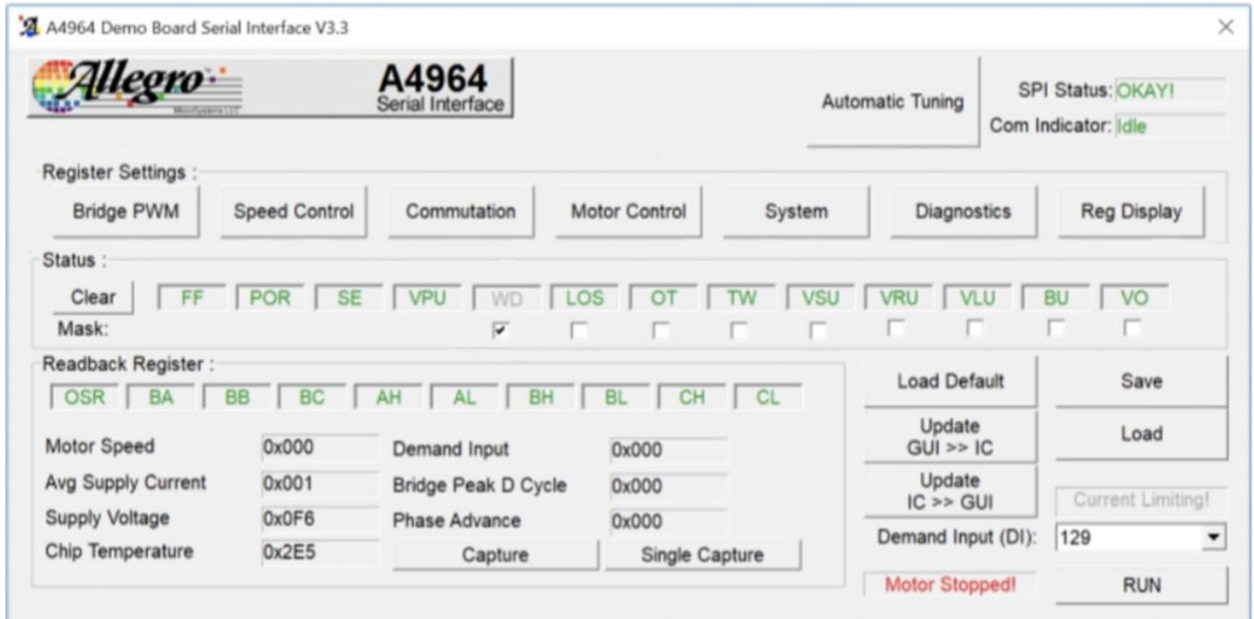 A4964 Demo Board Serial Interface V3.3
Allegro
A4964
Serial Interface
Automatic Tuning
SPI Status: OKAY!
Com Indicator: Idle
Register Settings :
Bridge PWM Speed Control Commutation Motor Control System Diagnostics Reg Display
Status :
Clear FF POR SE VPU WD LOS OT TW VSU VRU VLU BU VO
Mask:
Readback Register :
OSR BA BB BC AH AL BH BL CH CL
Motor Speed 0x000 Demand Input 0x000
Avg Supply Current 0x001 Bridge Peak D Cycle 0x000
Supply Voltage 0x0F6 Phase Advance 0x000
Chip Temperature 0x2E5 Capture Single Capture
Load Default Save
Update
GUI >> IC
Load
Update
IC >> GUI
Current Limiting!
Demand Input (DI): 129
Motor Stopped! RUN